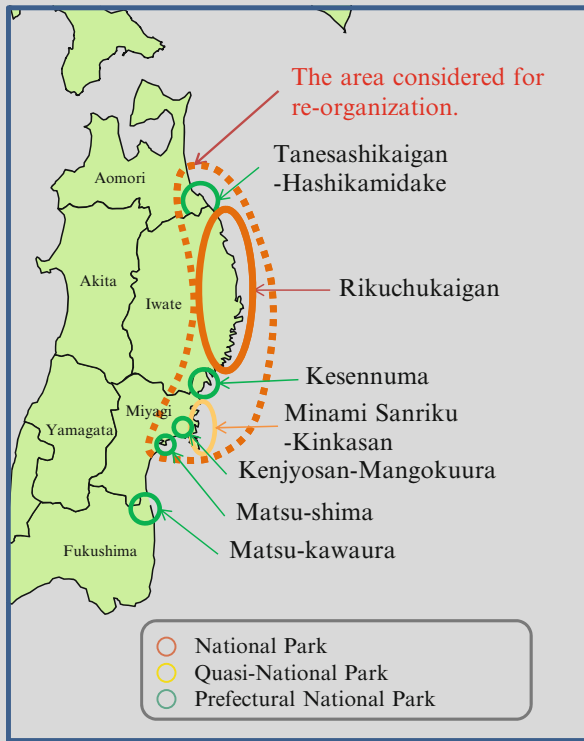 The area considered for
re-organization.
Tanesashikaigan
-Hashikamidake
Aomori
Akita
Iwate
Rikuchukaigan
Kesennuma
Miyagi
Minami Sanriku
-Kinkasan
Yamagata
Kenjyosan-Mangokuura
Matsu-shima
Fukushima
Matsu-kawaura
National Park
Quasi-National Park
Prefectural National Park